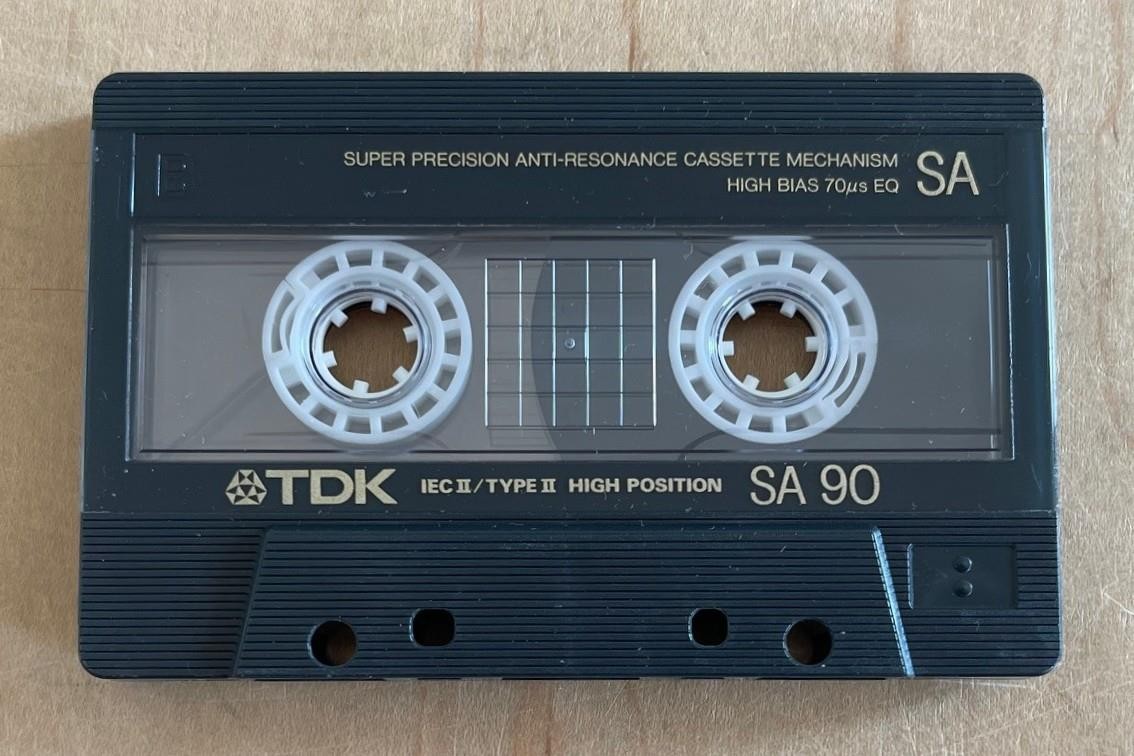 B
SUPER PRECISION ANTI-RESONANCE CASSETTE MECHANISM
HIGH BIAS 70μs EQ
SA
TDK
IEC II/TYPE II HIGH POSITION
SA 90